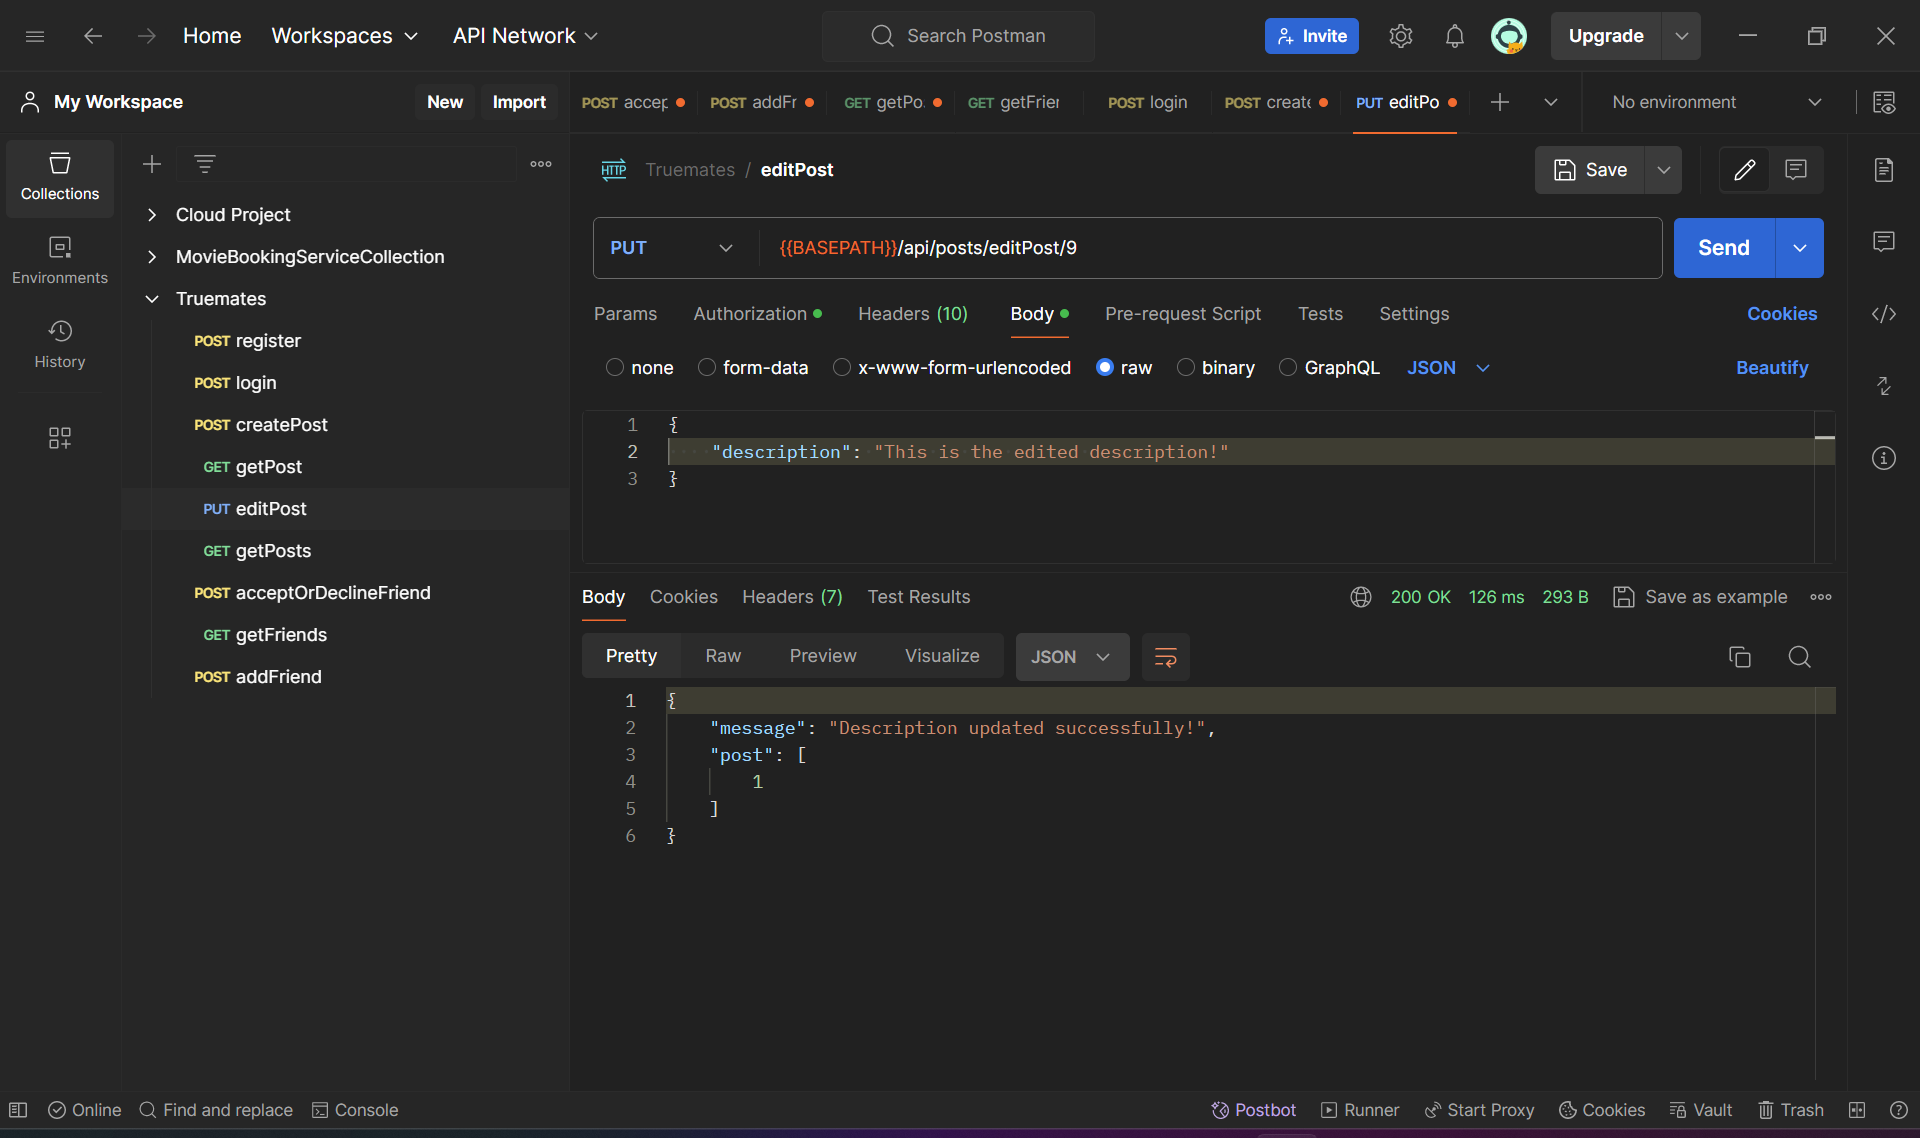 Home Workspaces API Network Search Postman Invite Upgrade
My Workspace New Import
POST accep POST addFr GET getPo. GET getFrier POST login POST create PUT editPo No environment
Collections
Environments
History
Cloud Project
MovieBookingServiceCollection
Truemates
POST register
POST login
POST createPost
GET getPost
PUT editPost
GET getPosts
POST acceptOrDeclineFriend
GET getFriends
POST addFriend
HTTP Truemates / editPost Save
PUT {{BASEPATH}}/api/posts/editPost/9 Send
Params Authorization Headers (10) Body Pre-request Script Tests Settings Cookies
none form-data x-www-form-urlencoded raw binary GraphQL JSON Beautify
1 {
2 "description": "This is the edited description!"
3 }
Body Cookies Headers (7) Test Results 200 OK 126 ms 293 B Save as example
Pretty Raw Preview Visualize JSON
1 {
2 "message": "Description updated successfully!",
3 "post": [
4 1
5 ]
6 }
Online Find and replace Console Postbot Runner Start Proxy Cookies Vault Trash